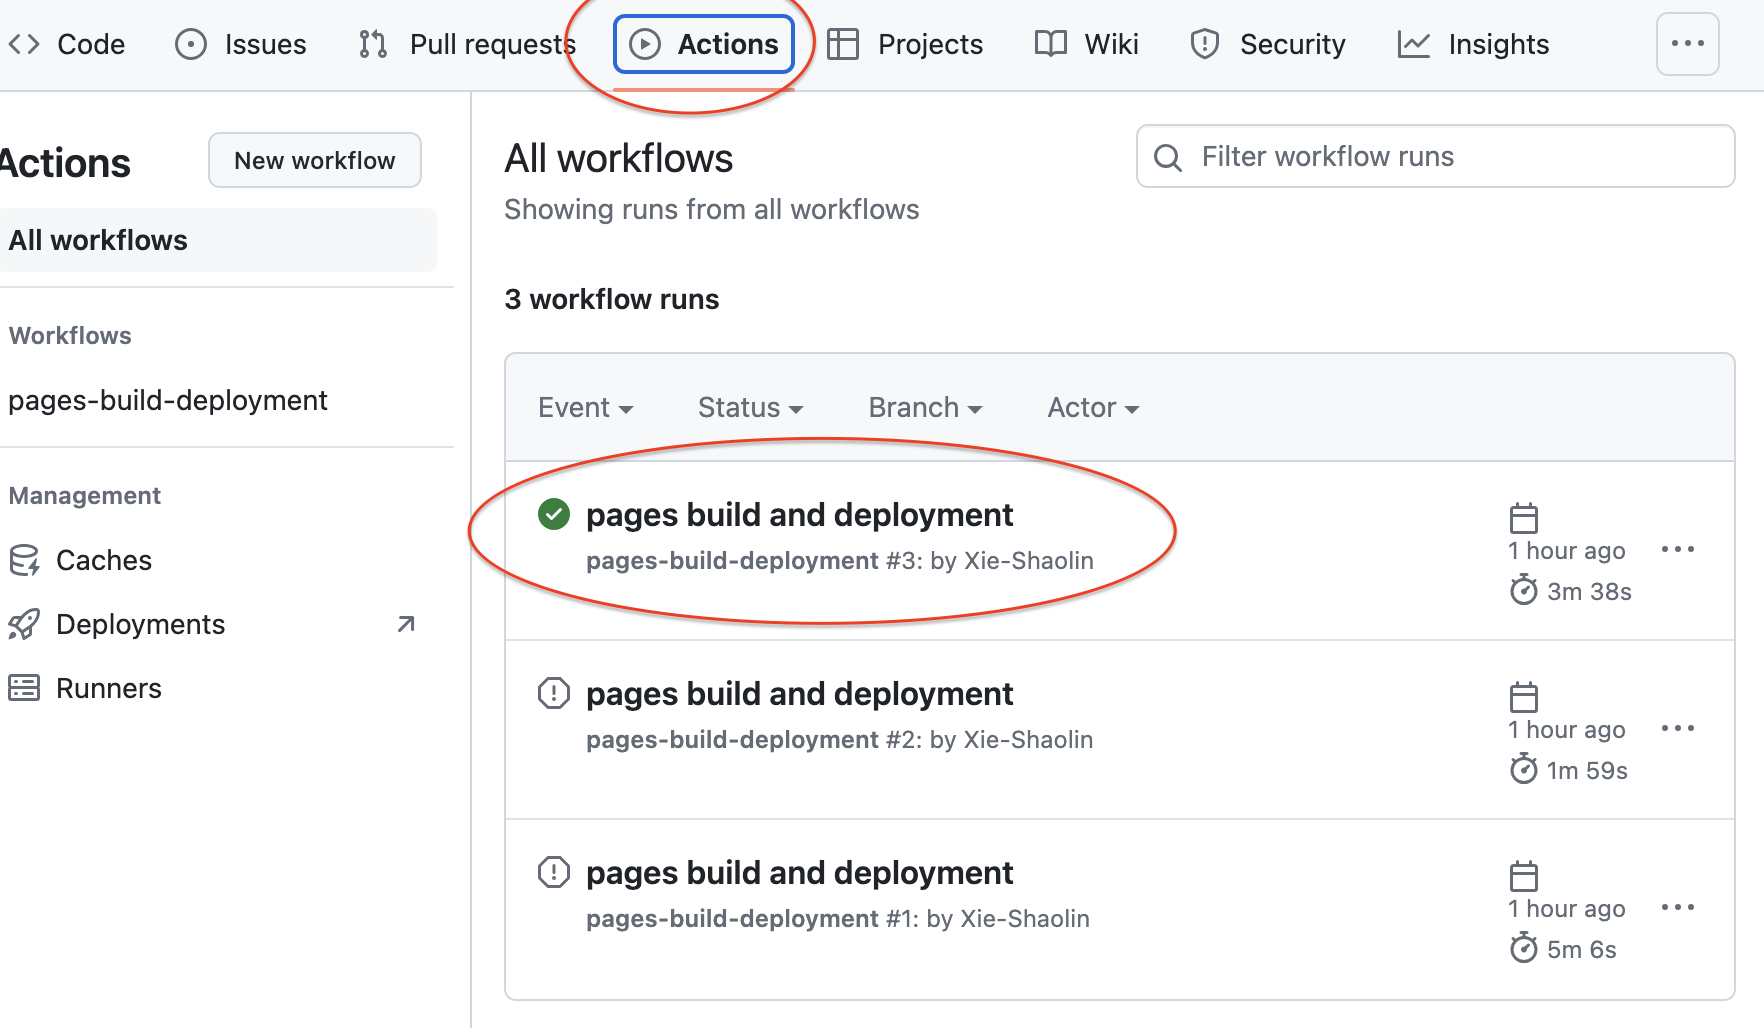 Code Issues Pull requests Actions Projects Wiki Security Insights
Actions
New workflow
All workflows
Workflows
pages-build-deployment
Management
Caches
Deployments
Runners
All workflows
Showing runs from all workflows
Filter workflow runs
3 workflow runs
Event Status Branch Actor
pages build and deployment
pages-build-deployment #3: by Xie-Shaolin
1 hour ago
3m 38s
pages build and deployment
pages-build-deployment #2: by Xie-Shaolin
1 hour ago
1m 59s
pages build and deployment
pages-build-deployment #1: by Xie-Shaolin
1 hour ago
5m 6s